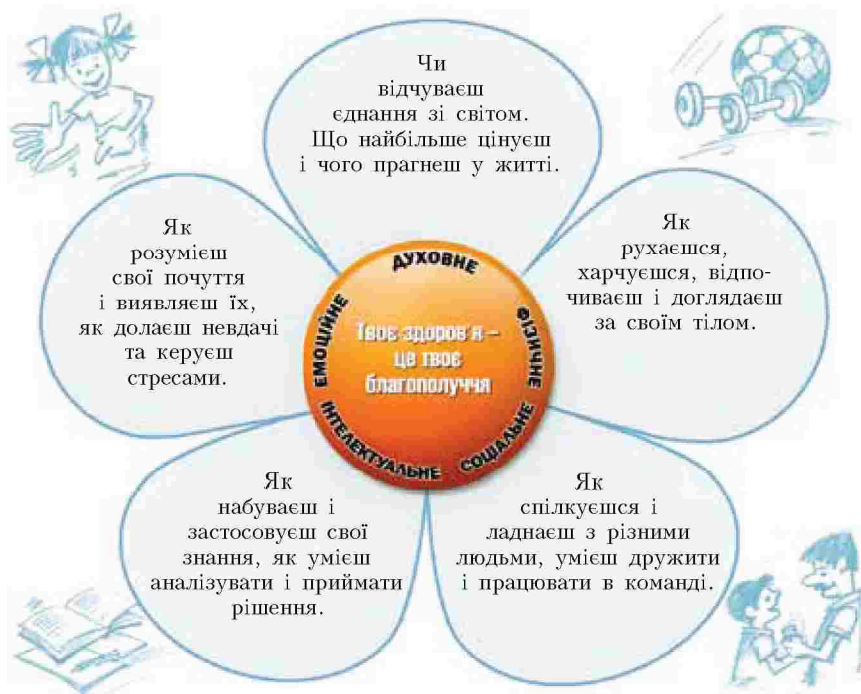 Чи
відчуваєш
єднання зі світом.
Що найбільше цінуєш
і чого прагнеш у житті.
Як
розумієш
свої почуття
і виявляєш їх,
як долаєш невдачі
та керуєш
стресами.
Як
рухаєшся,
харчуєшся, відпо-
чиваєш і доглядаєш
за своїм тілом.
ДУХОВНЕ
ЕМОЦІЙНЕ
ФІЗИЧНЕ
Твоє здоров'я –
це твоє
благополуччя
ІНТЕЛЕКТУАЛЬНЕ
СОЦІАЛЬНЕ
Як
набуваєш і
застосовуєш свої
знання, як умієш
аналізувати і приймати
рішення.
Як
спілкуєшся і
ладнаєш з різними
людьми, умієш дружити
і працювати в команді.